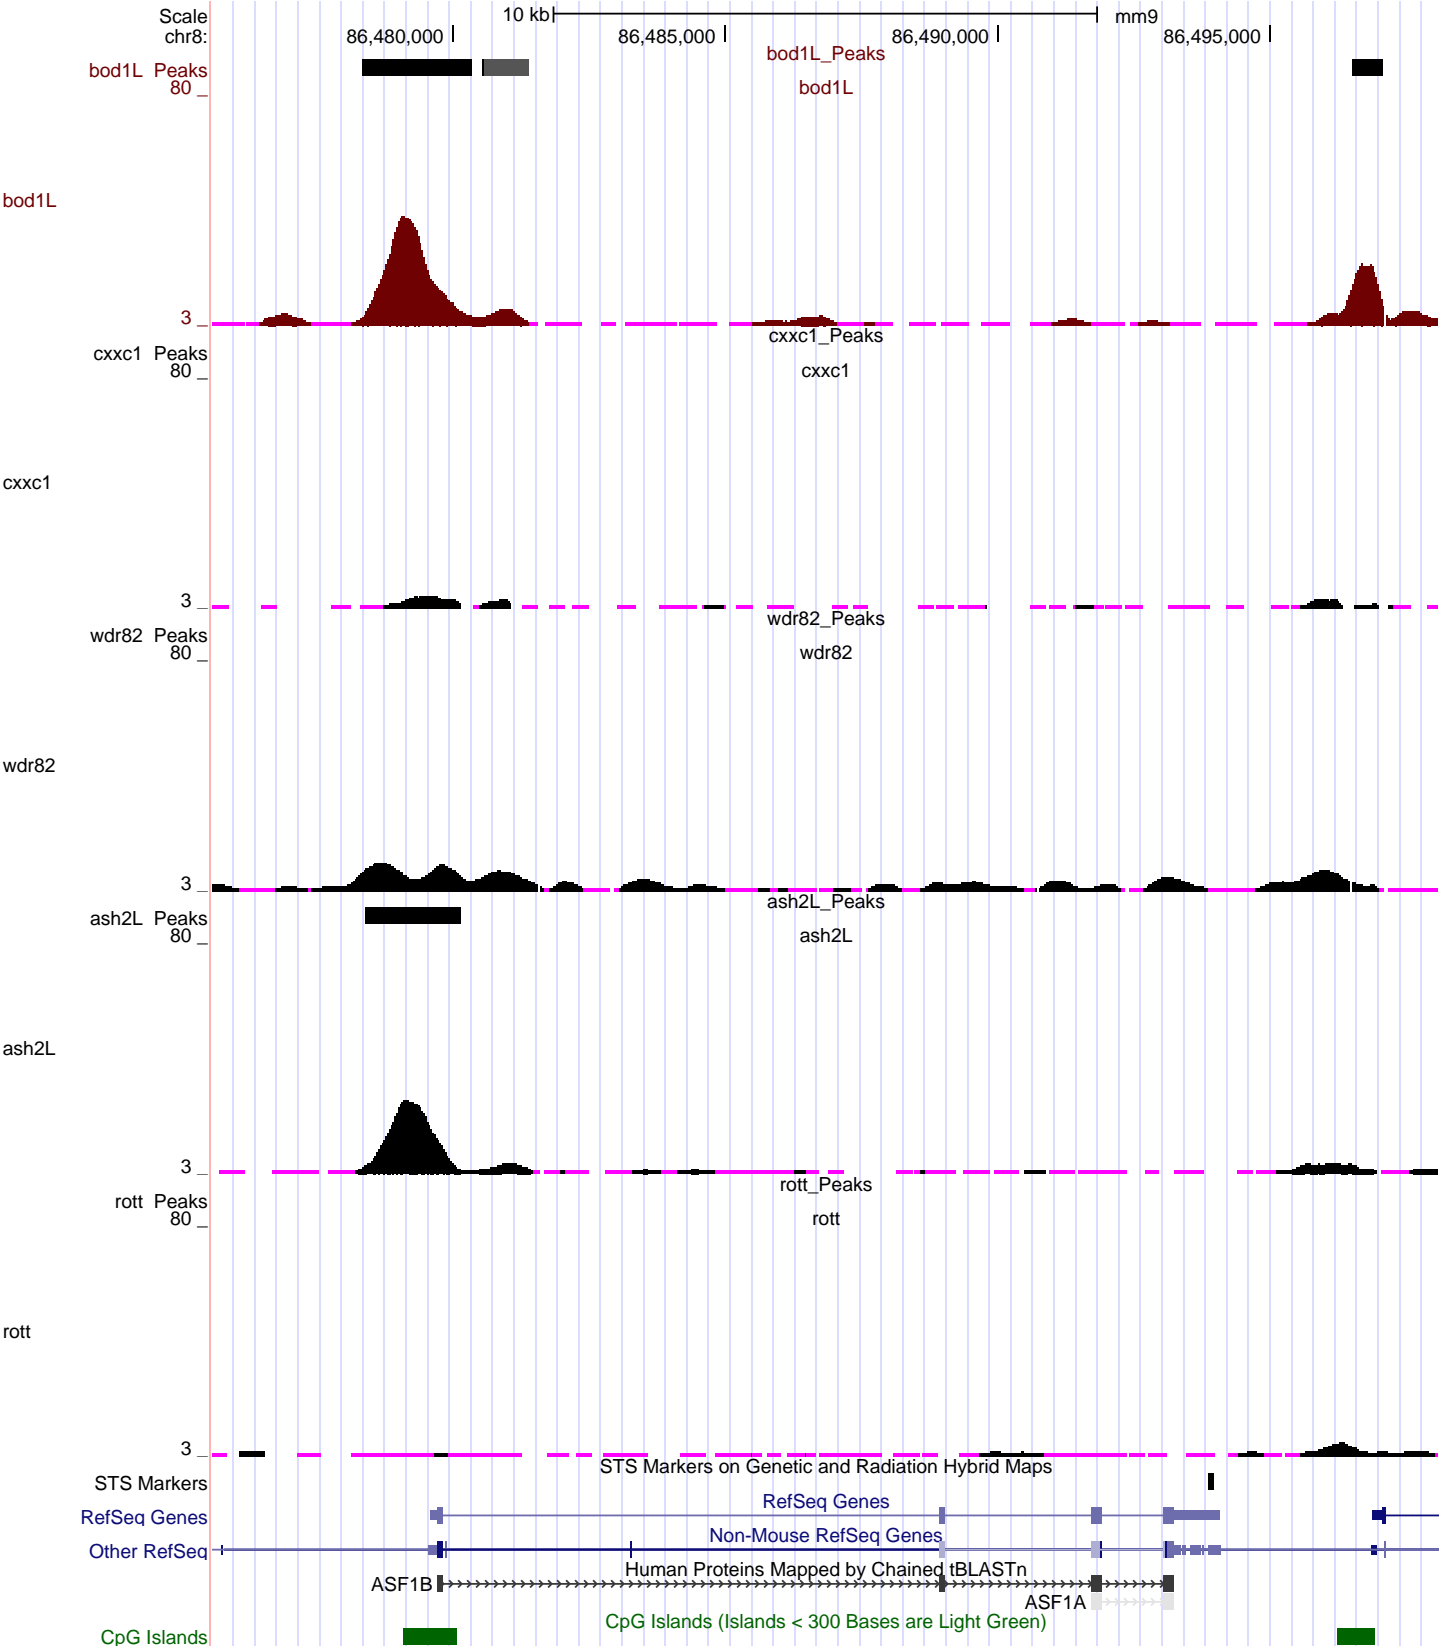 Scale 10 kb mm9
chr8: 86,480,000 86,485,000 86,490,000 86,495,000
bod1L_Peaks
bod1L Peaks
80 _ bod1L
bod1L
3 _
cxxc1_Peaks
cxxc1 Peaks
80 _ cxxc1
cxxc1
3 _
wdr82_Peaks
wdr82 Peaks
80 _ wdr82
wdr82
3 _
ash2L_Peaks
ash2L Peaks
80 _ ash2L
ash2L
3 _
rott_Peaks
rott Peaks
80 _ rott
rott
3 _
STS Markers on Genetic and Radiation Hybrid Maps
STS Markers
RefSeq Genes
RefSeq Genes
Non-Mouse RefSeq Genes
Other RefSeq
Human Proteins Mapped by Chained tBLASTn
ASF1B
ASF1A
CpG Islands (Islands < 300 Bases are Light Green)
CpG Islands